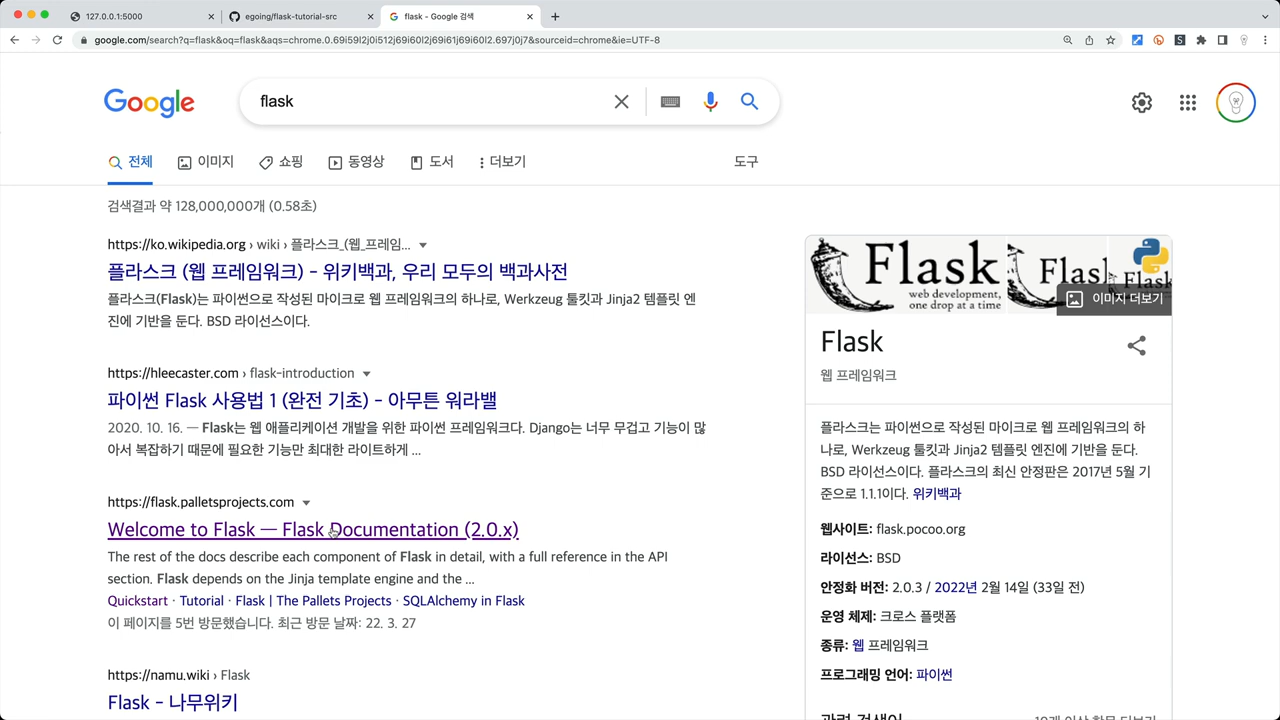 127.0.0.1:5000
egoing/flask-tutorial-src
flask - Google 검색
google.com/search?q=flask&oq=flask&aqs=chrome.0.69i59l2j0i512j69i60l2j69i61j69i60l2.697j0j7&sourceid=chrome&ie=UTF-8
Google
flask
전체
이미지
쇼핑
동영상
도서
더보기
도구
검색결과 약 128,000,000개 (0.58초)
https://ko.wikipedia.org › wiki › 플라스크_(웹_프레임...
플라스크 (웹 프레임워크) - 위키백과, 우리 모두의 백과사전
플라스크(Flask)는 파이썬으로 작성된 마이크로 웹 프레임워크의 하나로, Werkzeug 툴킷과 Jinja2 템플릿 엔
진에 기반을 둔다. BSD 라이선스이다.
https://hleecaster.com › flask-introduction
파이썬 Flask 사용법 1 (완전 기초) - 아무튼 워라밸
2020. 10. 16. — Flask는 웹 애플리케이션 개발을 위한 파이썬 프레임워크다. Django는 너무 무겁고 기능이 많
아서 복잡하기 때문에 필요한 기능만 최대한 라이트하게 ...
https://flask.palletsprojects.com
Welcome to Flask — Flask Documentation (2.0.x)
The rest of the docs describe each component of Flask in detail, with a full reference in the API
section. Flask depends on the Jinja template engine and the ...
Quickstart · Tutorial · Flask | The Pallets Projects · SQLAlchemy in Flask
이 페이지를 5번 방문했습니다. 최근 방문 날짜: 22. 3. 27
https://namu.wiki › Flask
Flask - 나무위키
Flask
web development,
one drop at a time
Flask
Flask
이미지 더보기
Flask
웹 프레임워크
플라스크는 파이썬으로 작성된 마이크로 웹 프레임워크의 하
나로, Werkzeug 툴킷과 Jinja2 템플릿 엔진에 기반을 둔다.
BSD 라이선스이다. 플라스크의 최신 안정판은 2017년 5월 기
준으로 1.1.1이다. 위키백과
웹사이트: flask.pocoo.org
라이선스: BSD
안정화 버전: 2.0.3 / 2022년 2월 14일 (33일 전)
운영 체제: 크로스 플랫폼
종류: 웹 프레임워크
프로그래밍 언어: 파이썬
관련 검색어
10개 이상 항목 더보기